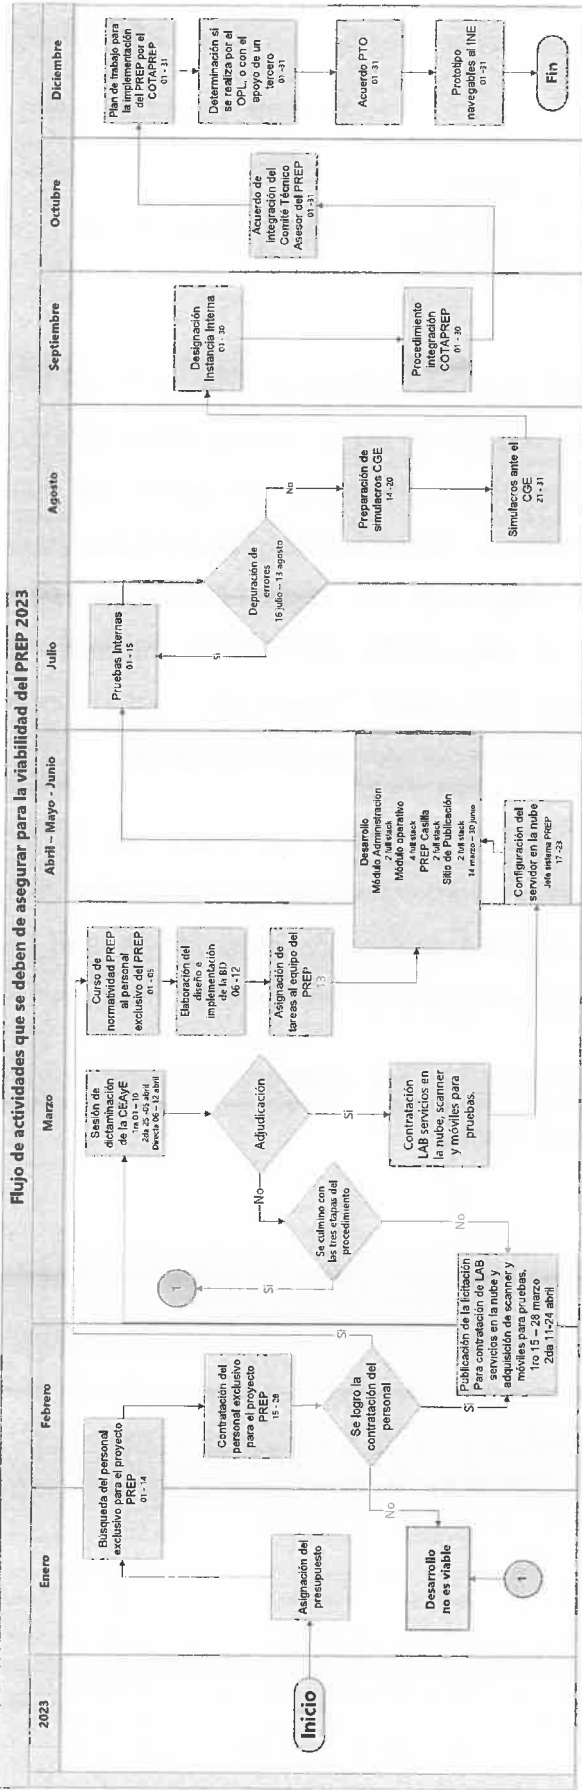 Flujo de actividades que se deben de asegurar para la viabilidad del PREP 2023
2023
Enero
Febrero
Marzo
Abril – Mayo - Junio
Julio
Agosto
Septiembre
Octubre
Diciembre
Inicio
Asignación del
presupuesto
Búsqueda del personal
exclusivo para el proyecto
PREP
01 - 14
Contratación del
personal exclusivo
para el proyecto
PREP
15 - 28
Se logro la
contratación del
personal
No
Desarrollo
no es viable
1
Si
Si
Publicación de la licitación
Para contratación de LAB
servicios en la nube y
adquisición de scanner y
móviles para pruebas.
1ro 15 – 28 marzo
2da 11-24 abril
Sesión de
dictaminación
de la CEAyE
1ra 03 – 10
2da 25 -05 abril
Directa 06 – 12 abril
Adjudicación
No
Si
Se culmino con
las tres etapas del
procedimiento
Si
No
1
Contratación
LAB servicios en
la nube, scanner
y móviles para
pruebas.
Curso de
normatividad PREP
al personal
exclusivo del PREP
01 - 05
Elaboración del
diseño e
implementación
de la BD
06 -12
Asignación de
tareas al equipo del
PREP
13
Desarrollo
Módulo Administracion
2 full stack
Módulo operativo
4 full stack
PREP Casilla
2 full stack
Sitio de Publicación
2 full stack
14 marzo – 30 junio
Configuración del
servidor en la nube
Jefe sistema PREP
17 -23
Pruebas Internas
01 - 15
Depuración de
errores
16 julio – 13 agosto
Si
No
Preparación de
simulacros CGE
14 -20
Simulacros ante el
CGE
21 - 31
Designación
Instancia Interna
01 - 30
Procedimiento
integración
COTAPREP
01 - 30
Acuerdo de
integración del
Comité Técnico
Asesor del PREP
01 -31
Plan de trabajo para
la implementación
del PREP por el
COTAPREP
01 - 31
Determinación si
se realiza por el
OPL, o con el
apoyo de un
tercero
01 - 31
Acuerdo PTO
01 31
Prototipo
navegables al INE
01 -31
Fin